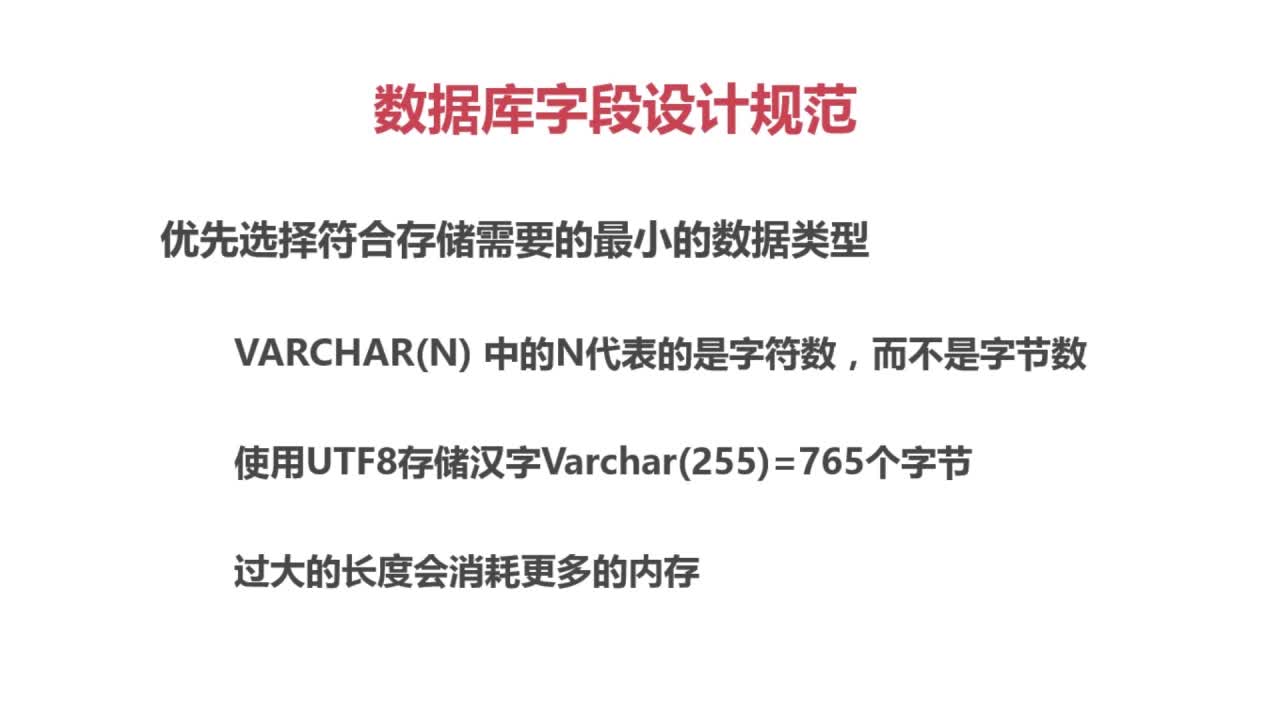 数据库字段设计规范
优先选择符合存储需要的最小的数据类型
VARCHAR(N) 中的N代表的是字符数，而不是字节数
使用UTF8存储汉字Varchar(255)=765个字节
过大的长度会消耗更多的内存